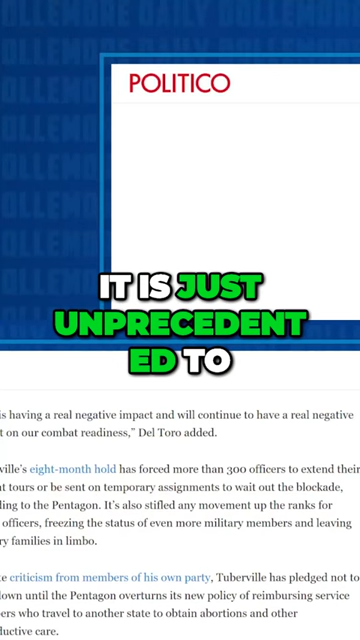 DOLLEMORE DAILY DOLLEMORE
POLITICO
IT IS JUST
UNPRECEDENT
ED TO
is having a real negative impact and will continue to have a real negative
t on our combat readiness,” Del Toro added.
ville’s eight-month hold has forced more than 300 officers to extend their
nt tours or be sent on temporary assignments to wait out the blockade,
ding to the Pentagon. It’s also stifled any movement up the ranks for
officers, freezing the status of even more military members and leaving
ry families in limbo.
te criticism from members of his own party, Tuberville has pledged not to
down until the Pentagon overturns its new policy of reimbursing service
bers who travel to another state to obtain abortions and other
ductive care.